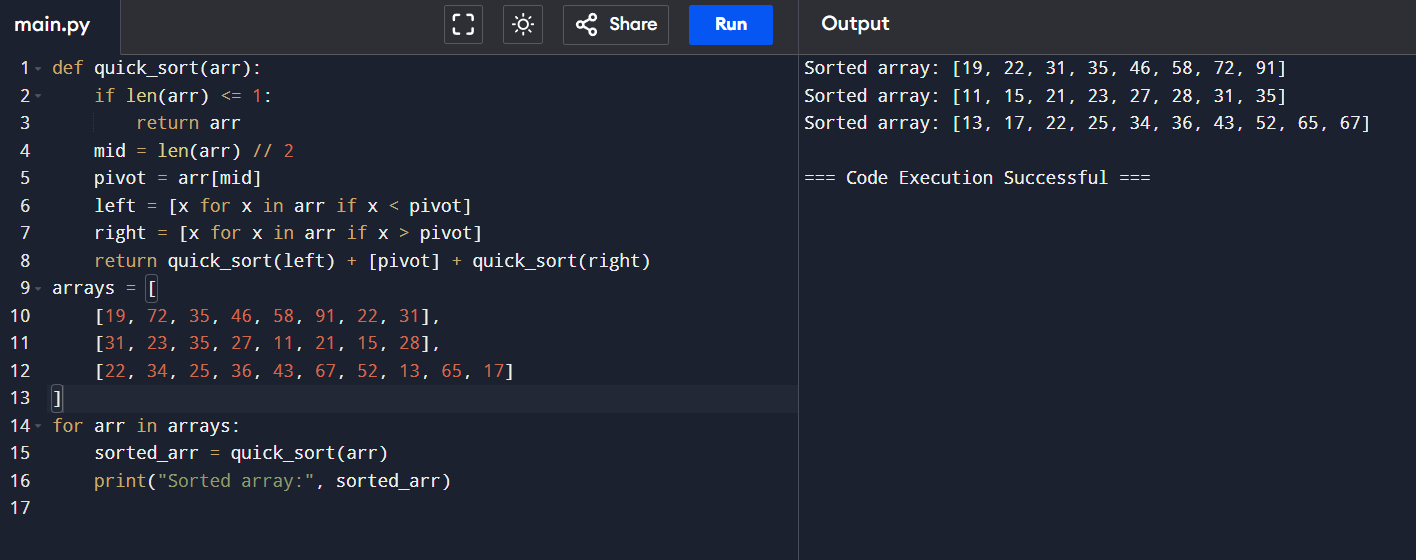 main.py
Share
Run
Output
1 def quick_sort(arr):
2     if len(arr) <= 1:
3         return arr
4     mid = len(arr) // 2
5     pivot = arr[mid]
6     left = [x for x in arr if x < pivot]
7     right = [x for x in arr if x > pivot]
8     return quick_sort(left) + [pivot] + quick_sort(right)
9 arrays = [
10     [19, 72, 35, 46, 58, 91, 22, 31],
11     [31, 23, 35, 27, 11, 21, 15, 28],
12     [22, 34, 25, 36, 43, 67, 52, 13, 65, 17]
13 ]
14 for arr in arrays:
15     sorted_arr = quick_sort(arr)
16     print("Sorted array:", sorted_arr)
17
Sorted array: [19, 22, 31, 35, 46, 58, 72, 91]
Sorted array: [11, 15, 21, 23, 27, 28, 31, 35]
Sorted array: [13, 17, 22, 25, 34, 36, 43, 52, 65, 67]
=== Code Execution Successful ===